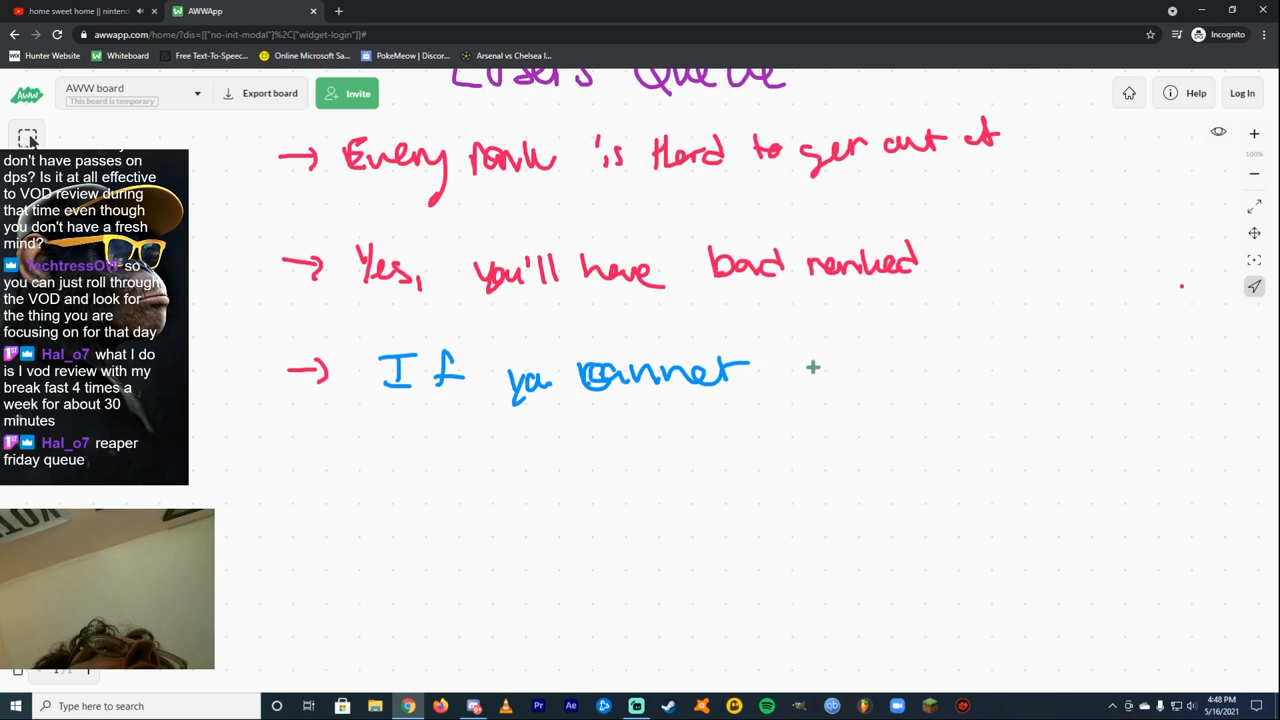 home sweet home || nintend
AWWApp
awwapp.com/home/?dis=[["no-init-modal"]%2C["widget-login"]]#
Incognito
Hunter Website
Whiteboard
Free Text-To-Speec...
Online Microsoft Sa...
PokeMeow | Discor...
Arsenal vs Chelsea l...
Losers Queue
AWW
AWW board
This board is temporary
Export board
Invite
Help
Log In
100%
→ Every rank is Hard to get out of
→ Yes, you'll have bad ranked
→ If you cannot
don't have passes on
dps? Is it at all effective
to VOD review during
that time even though
you don't have a fresh
mind?
TechtressOW so
you can just roll through
the VOD and look for
the thing you are
focusing on for that day
Hal_o7 what I do
is I vod review with my
break fast 4 times a
week for about 30
minutes
Hal_o7 reaper
friday queue
Type here to search
4:48 PM
5/16/2021